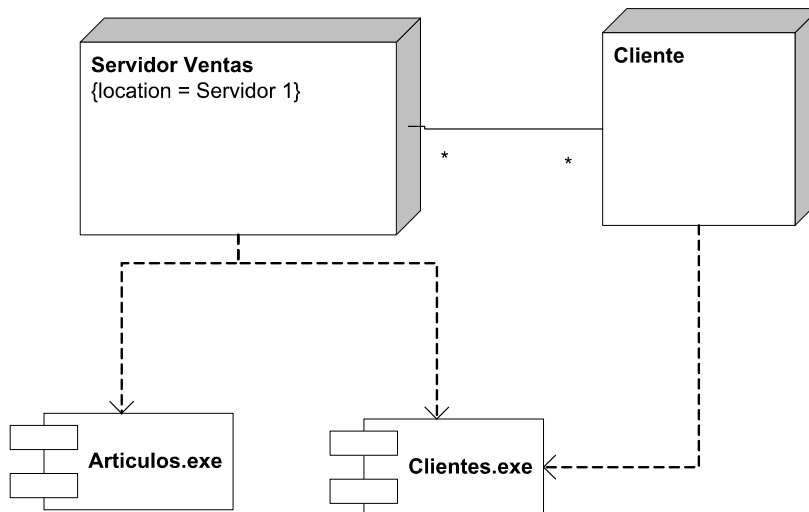 Servidor Ventas
{location = Servidor 1}
Cliente
*
*
Articulos.exe
Clientes.exe